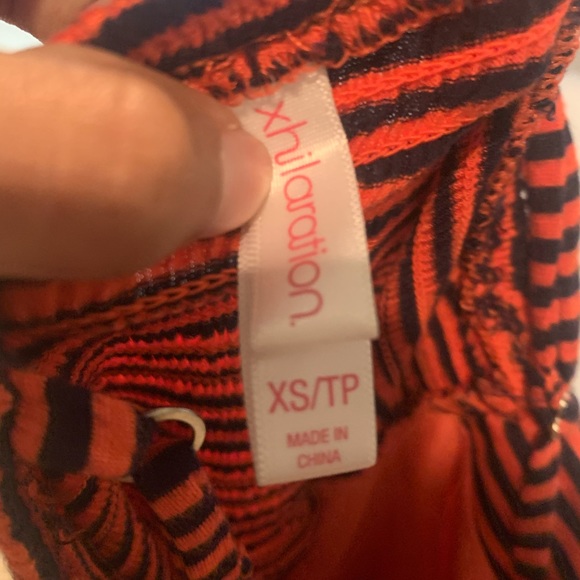 xhilaration.
XS/TP
MADE IN
CHINA